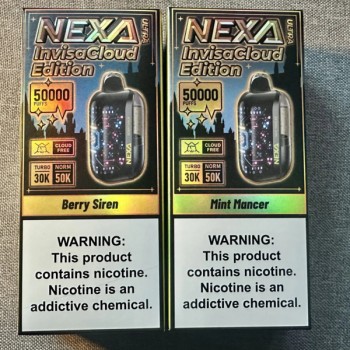 NEXA ULTRA
InvisaCloud
Edition
50000
PUFFS
CLOUD
FREE
TURBO
30K
NORM
50K
NEXA
Berry Siren
WARNING:
This product
contains nicotine.
Nicotine is an
addictive chemical.
NEXA ULTRA
InvisaCloud
Edition
50000
PUFFS
CLOUD
FREE
TURBO
30K
NORM
50K
NEXA
Mint Mancer
WARNING:
This product
contains nicotine.
Nicotine is an
addictive chemical.